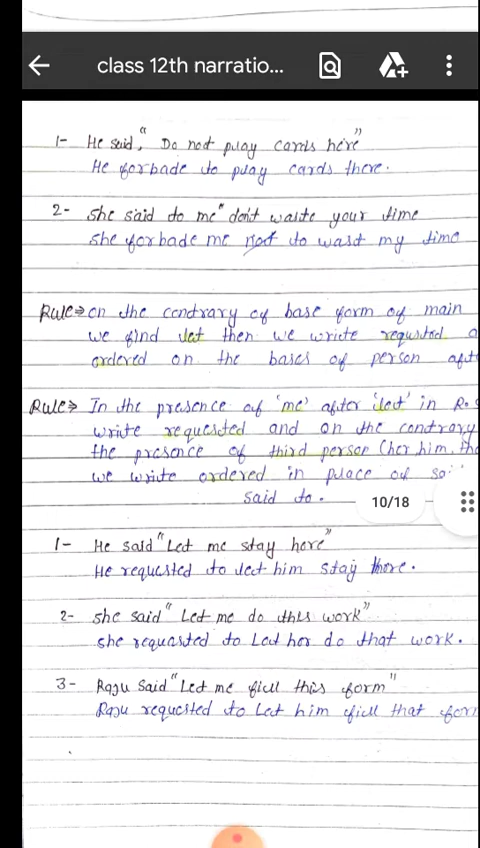 class 12th narratio...
1- He said, "Do not play cards here"
He forbade to play cards there.
2- She said to me "don't waste your time
She forbade me not to wast my time
Rule⇒ on the contrary of base form of main
we find let then we write requsted
ordered on the bases of person afte
Rule⇒ In the presence of 'me' after 'let' in R.S
write requested and on the contrary
the presence of third person (her him, the
we write ordered in place of
said to.
10/18
1- He said "Let me stay here"
He requested to let him stay there.
2- She said "Let me do this work"
She requested to Let her do that work.
3- Raju said "Let me fill this form"
Raju requested to Let him fill that form